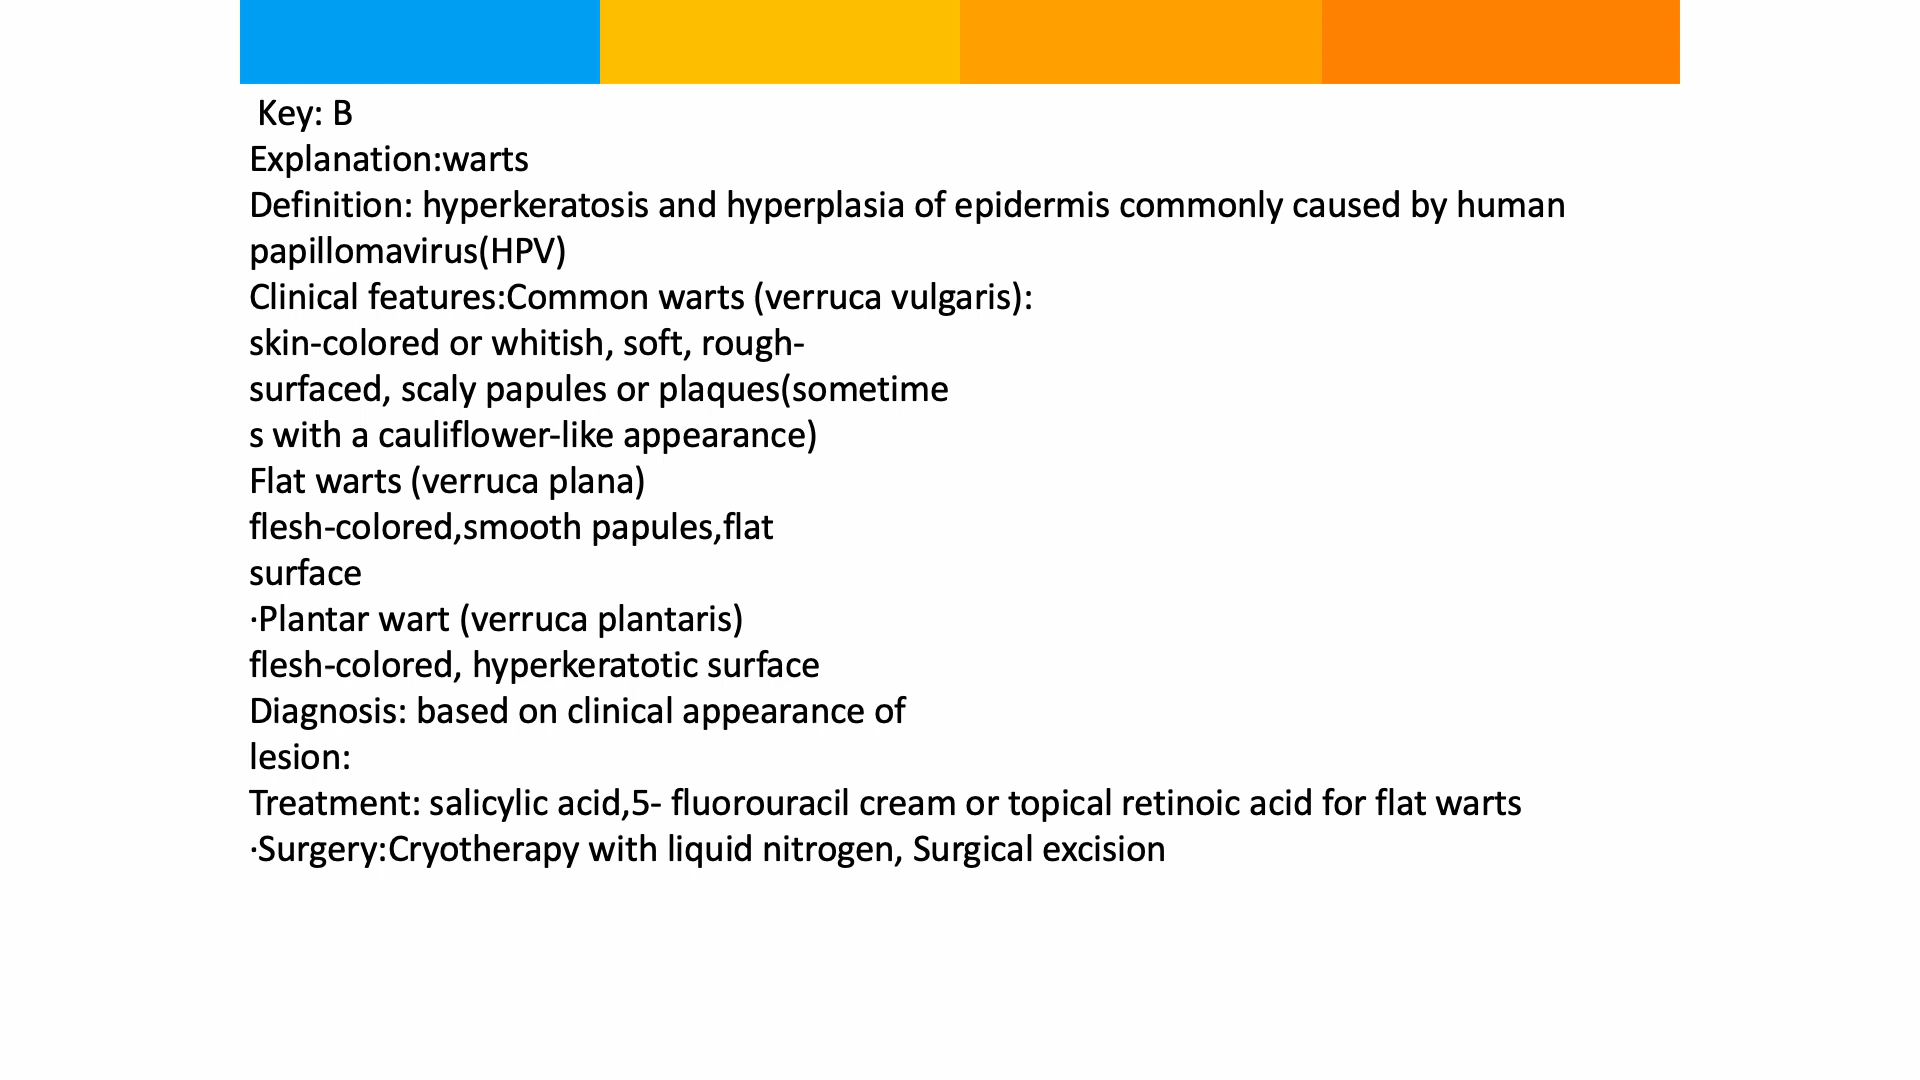 Key: B
Explanation:warts
Definition: hyperkeratosis and hyperplasia of epidermis commonly caused by human
papillomavirus(HPV)
Clinical features:Common warts (verruca vulgaris):
skin-colored or whitish, soft, rough-
surfaced, scaly papules or plaques(sometime
s with a cauliflower-like appearance)
Flat warts (verruca plana)
flesh-colored,smooth papules,flat
surface
·Plantar wart (verruca plantaris)
flesh-colored, hyperkeratotic surface
Diagnosis: based on clinical appearance of
lesion:
Treatment: salicylic acid,5- fluorouracil cream or topical retinoic acid for flat warts
·Surgery:Cryotherapy with liquid nitrogen, Surgical excision